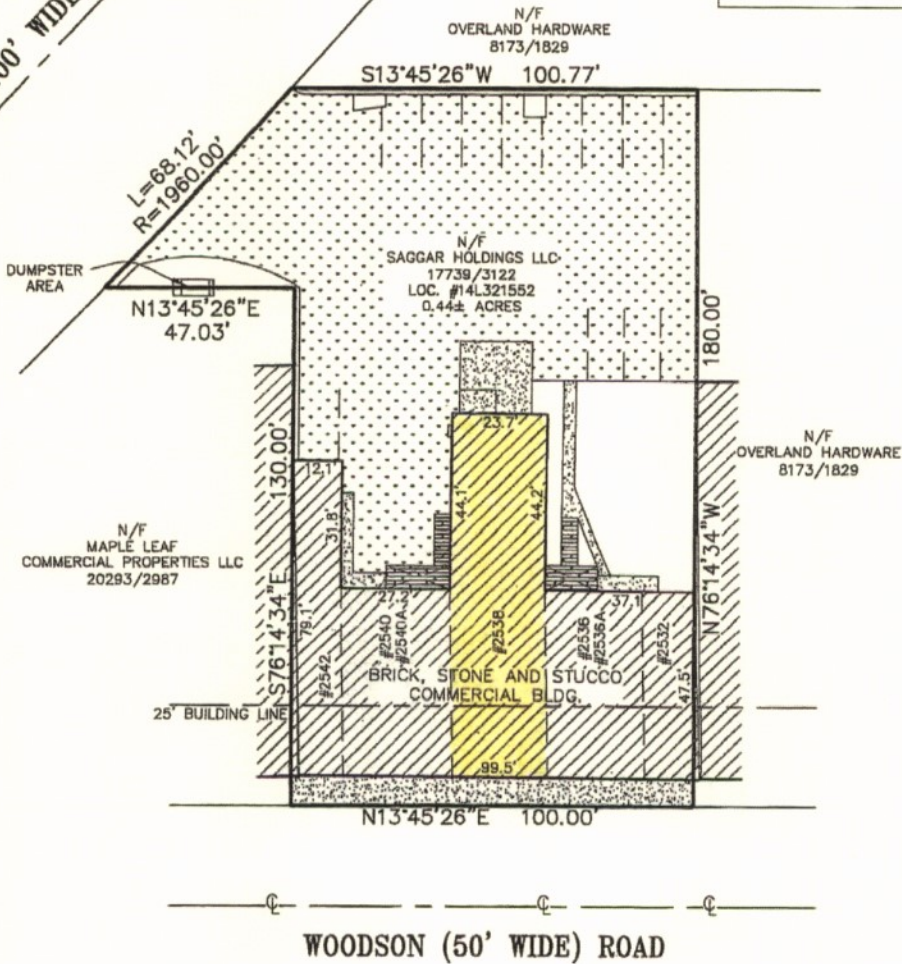 00' WIDE
N/F
OVERLAND HARDWARE
8173/1829
S13°45'26"W 100.77'
L=68.12'
R=1960.00'
DUMPSTER
AREA
N13°45'26"E
47.03'
N/F
SAGGAR HOLDINGS LLC
17739/3122
LOC. #14L321552
0.44± ACRES
180.00'
N76°14'34"W
N/F
OVERLAND HARDWARE
8173/1829
S76°14'34"E 130.00'
N/F
MAPLE LEAF
COMMERCIAL PROPERTIES LLC
20293/2987
12.1'
31.8'
79.1'
23.7'
44.1'
44.2'
27.2'
37.1'
47.5'
#2542
#2540
#2540A
#2538
#2536
#2536A
#2532
BRICK, STONE AND STUCCO
COMMERCIAL BLDG.
25' BUILDING LINE
99.5'
N13°45'26"E 100.00'
℄ ℄ ℄
WOODSON (50' WIDE) ROAD